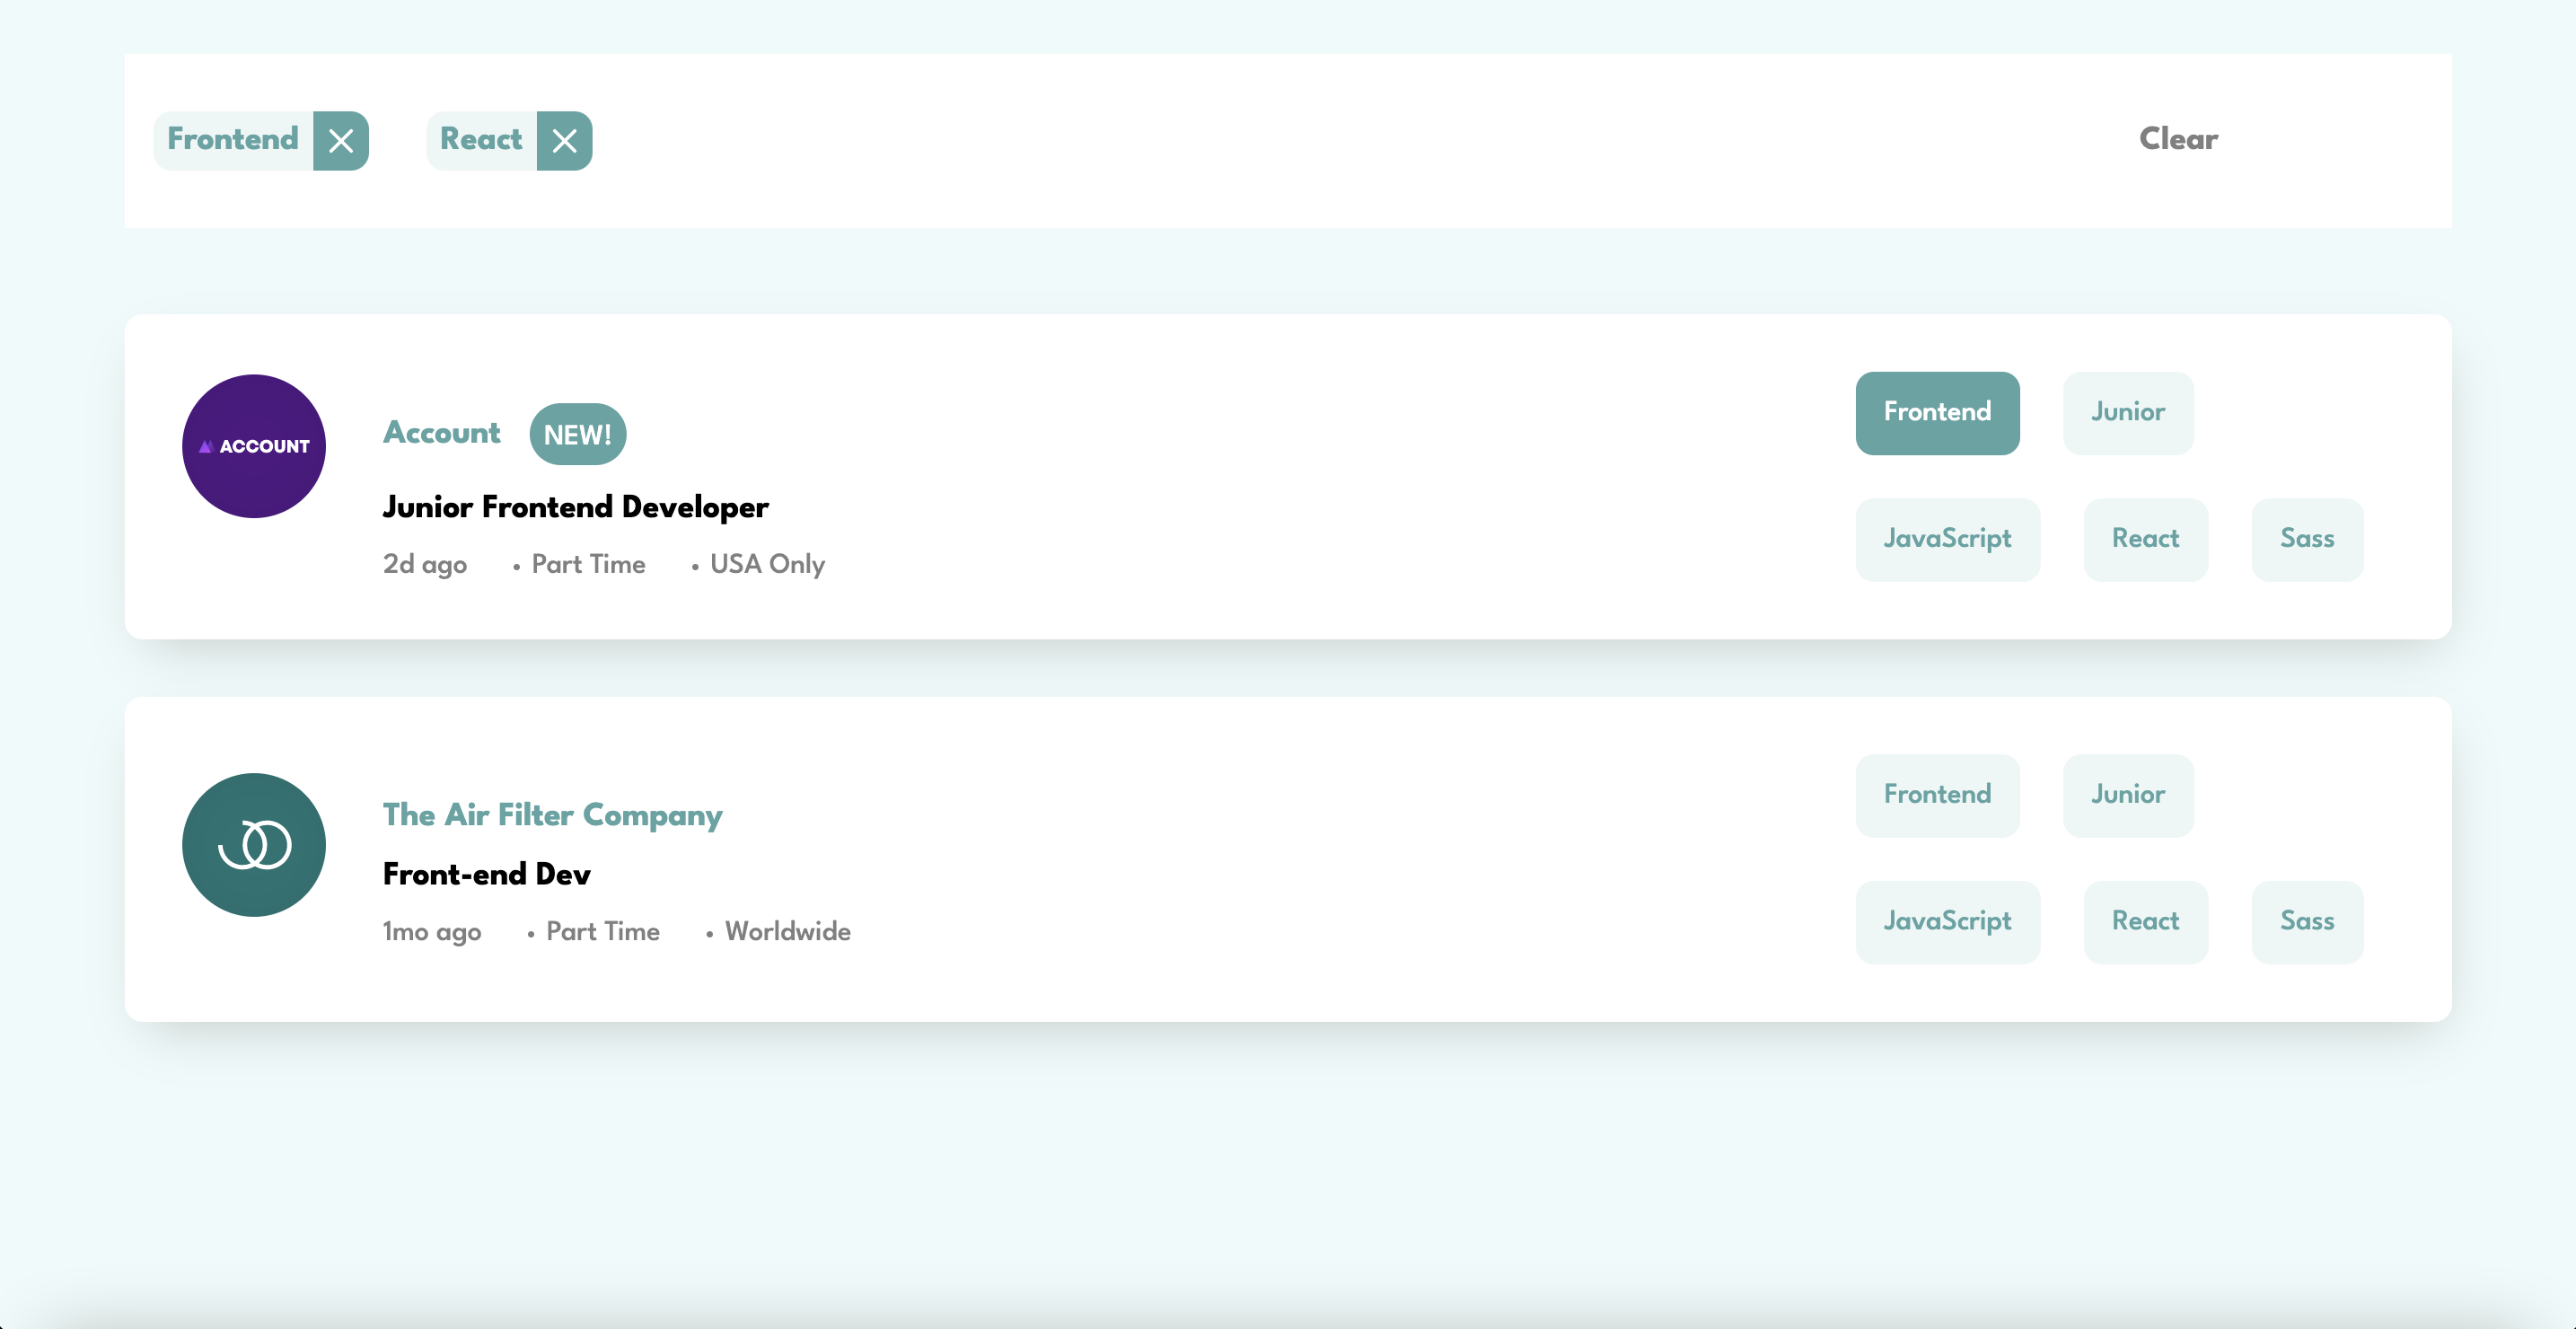 Frontend React Clear
ACCOUNT
Account NEW!
Junior Frontend Developer
2d ago • Part Time • USA Only
Frontend Junior
JavaScript React Sass
The Air Filter Company
Front-end Dev
1mo ago • Part Time • Worldwide
Frontend Junior
JavaScript React Sass